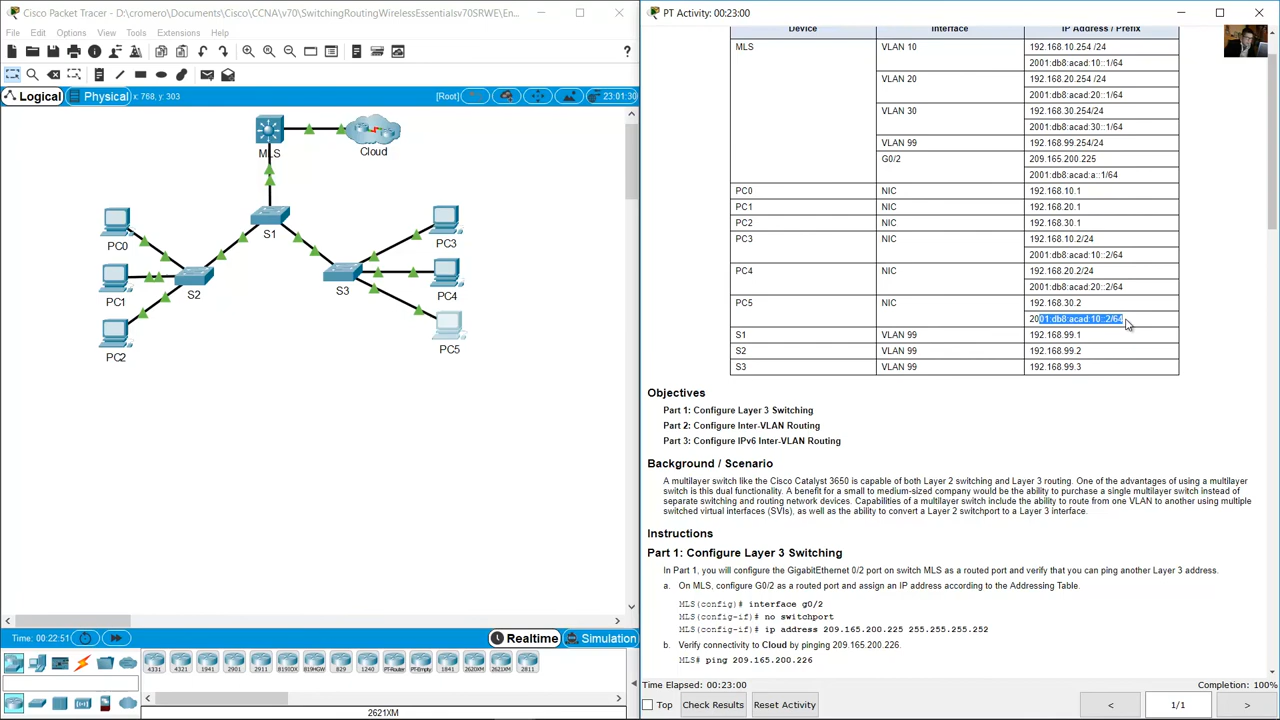 Cisco Packet Tracer - D:\cromero\Documents\Cisco\CCNA\v70\SwitchingRoutingWirelessEssentialsv70SRWE\En...
File Edit Options View Tools Extensions Help
Logical Physical x: 768, y: 303 [Root] 23:01:30
MLS
Cloud
S1
PC0
PC3
S2
S3
PC1
PC4
PC2
PC5
Time: 00:22:51 Realtime Simulation
4331 4321 1941 2901 2911 819HGW 829 1240 PT-Router PT-Empty 1841 2620XM 2621XM 2811
2621XM
PT Activity: 00:23:00
Device Interface IP Address / Prefix
MLS VLAN 10 192.168.10.254 /24
2001:db8:acad:10::1/64
VLAN 20 192.168.20.254 /24
2001:db8:acad:20::1/64
VLAN 30 192.168.30.254/24
2001:db8:acad:30::1/64
VLAN 99 192.168.99.254/24
G0/2 209.165.200.225
2001:db8:acad:a::1/64
PC0 NIC 192.168.10.1
PC1 NIC 192.168.20.1
PC2 NIC 192.168.30.1
PC3 NIC 192.168.10.2/24
2001:db8:acad:10::2/64
PC4 NIC 192.168.20.2/24
2001:db8:acad:20::2/64
PC5 NIC 192.168.30.2
2001:db8:acad:10::2/64
S1 VLAN 99 192.168.99.1
S2 VLAN 99 192.168.99.2
S3 VLAN 99 192.168.99.3
Objectives
Part 1: Configure Layer 3 Switching
Part 2: Configure Inter-VLAN Routing
Part 3: Configure IPv6 Inter-VLAN Routing
Background / Scenario
A multilayer switch like the Cisco Catalyst 3650 is capable of both Layer 2 switching and Layer 3 routing. One of the advantages of using a multilayer
switch is this dual functionality. A benefit for a small to medium-sized company would be the ability to purchase a single multilayer switch instead of
separate switching and routing network devices. Capabilities of a multilayer switch include the ability to route from one VLAN to another using multiple
switched virtual interfaces (SVIs), as well as the ability to convert a Layer 2 switchport to a Layer 3 interface.
Instructions
Part 1: Configure Layer 3 Switching
In Part 1, you will configure the GigabitEthernet 0/2 port on switch MLS as a routed port and verify that you can ping another Layer 3 address.
a. On MLS, configure G0/2 as a routed port and assign an IP address according to the Addressing Table.
MLS(config)# interface g0/2
MLS(config-if)# no switchport
MLS(config-if)# ip address 209.165.200.225 255.255.255.252
b. Verify connectivity to Cloud by pinging 209.165.200.226.
MLS# ping 209.165.200.226
Time Elapsed: 00:23:00 Completion: 100%
Top Check Results Reset Activity < 1/1 >